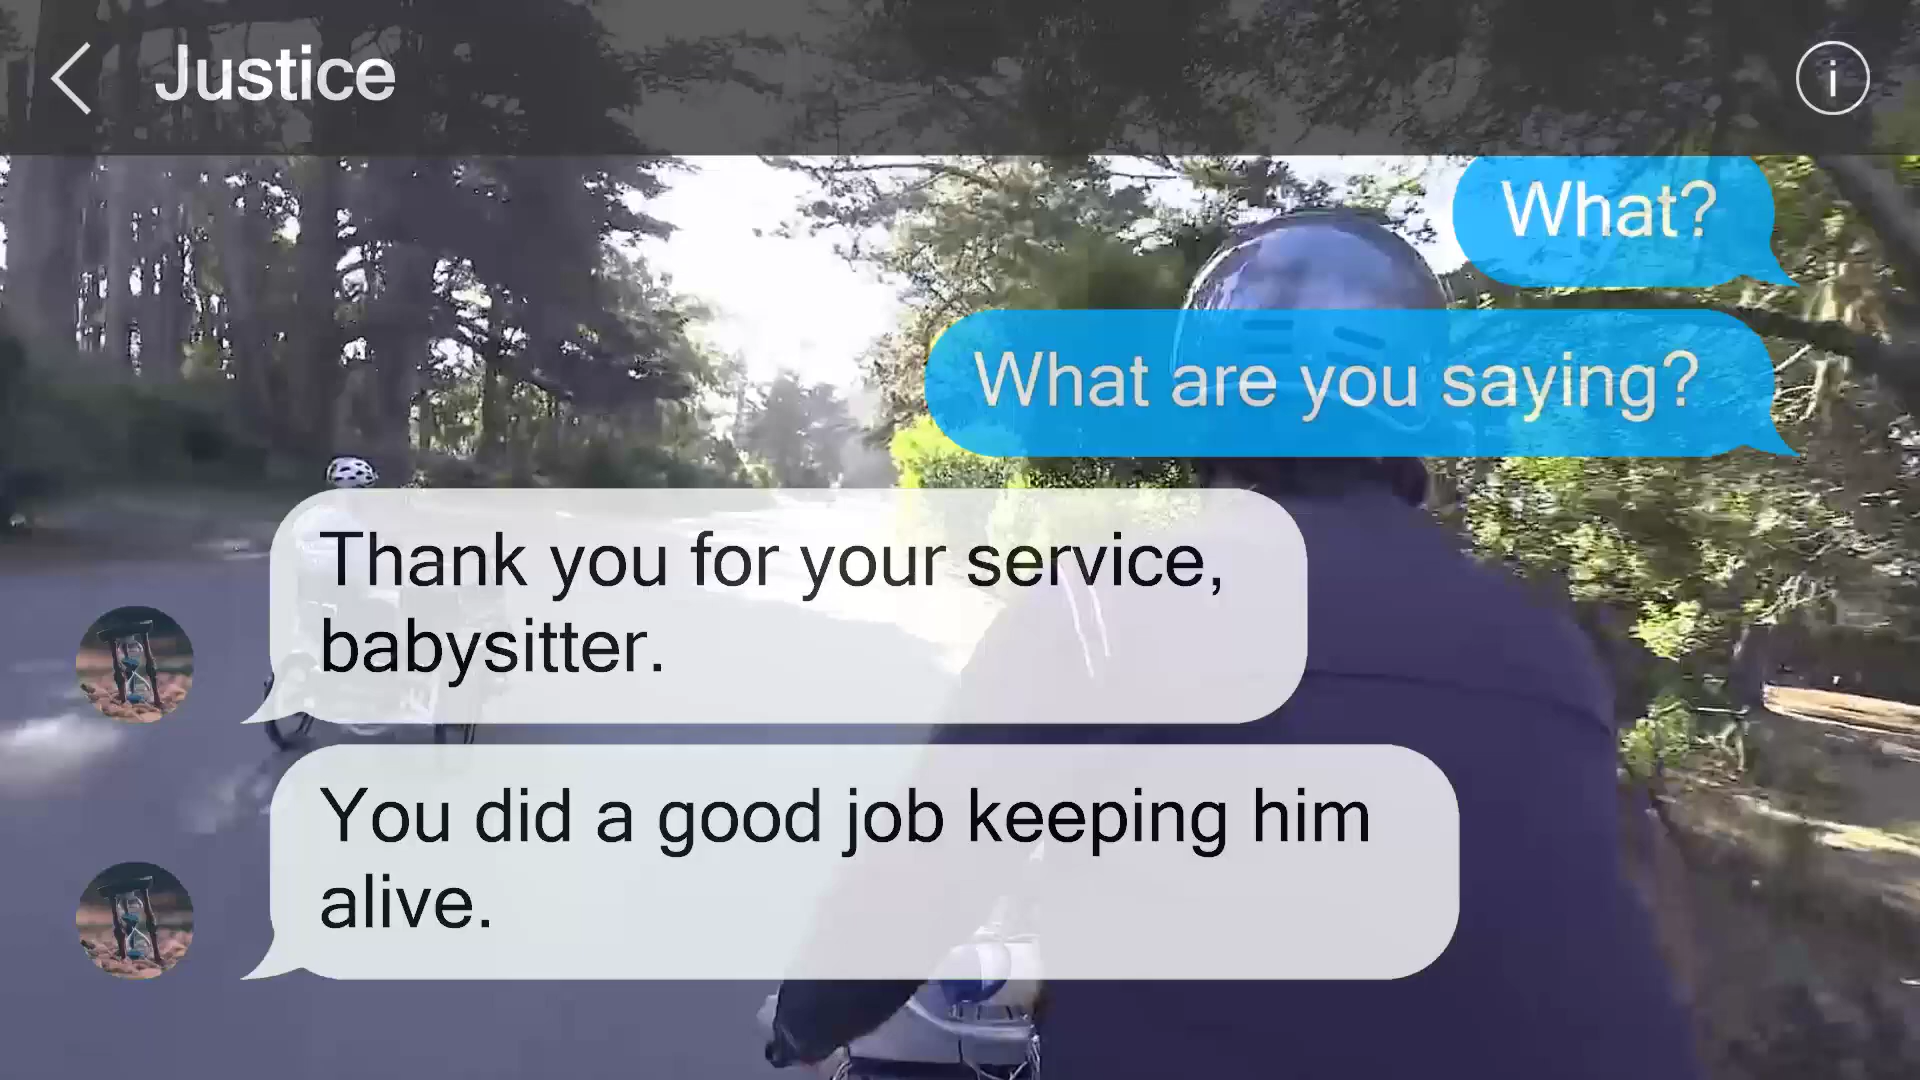 Justice
What?
What are you saying?
Thank you for your service,
babysitter.
You did a good job keeping him
alive.